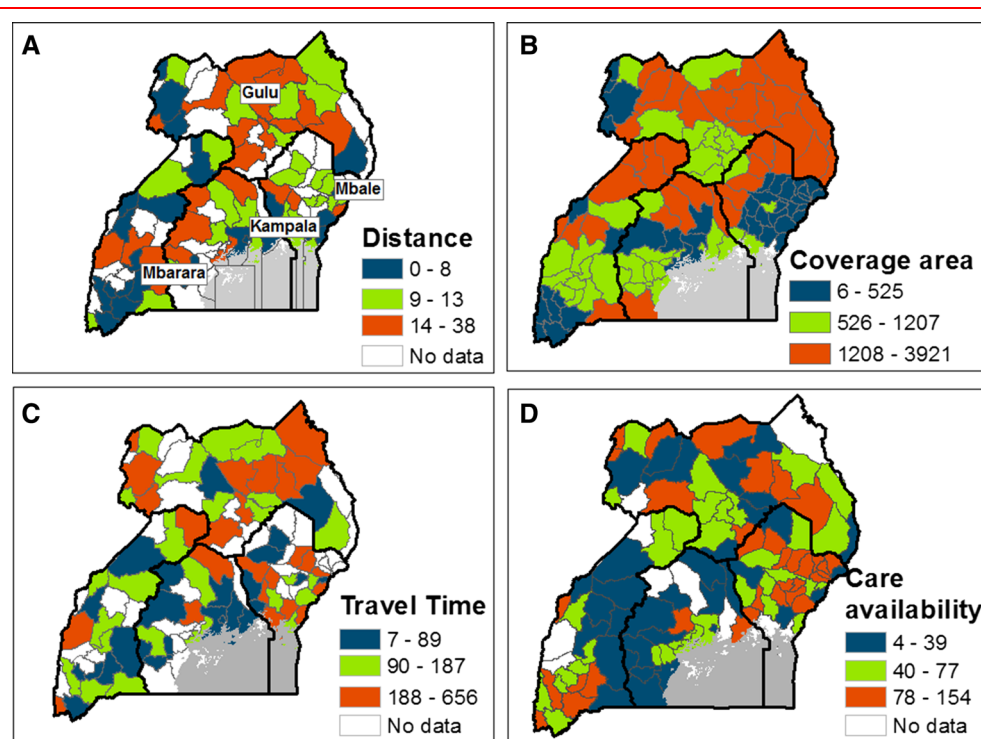 A
Gulu
Mbale
Kampala
Mbarara
Distance
0 - 8
9 - 13
14 - 38
No data
B
Coverage area
6 - 525
526 - 1207
1208 - 3921
C
Travel Time
7 - 89
90 - 187
188 - 656
No data
D
Care
availability
4 - 39
40 - 77
78 - 154
No data